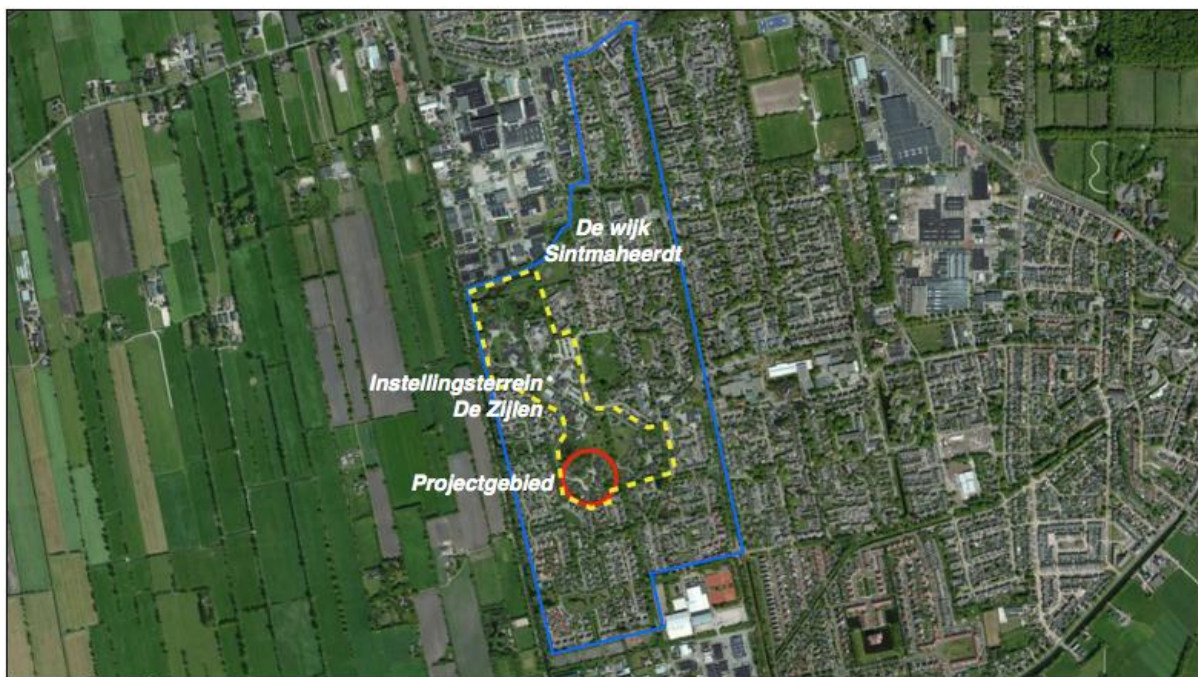 De wijk
Sintmaheerdt
Instellingsterrein
De Zijlen
Projectgebied